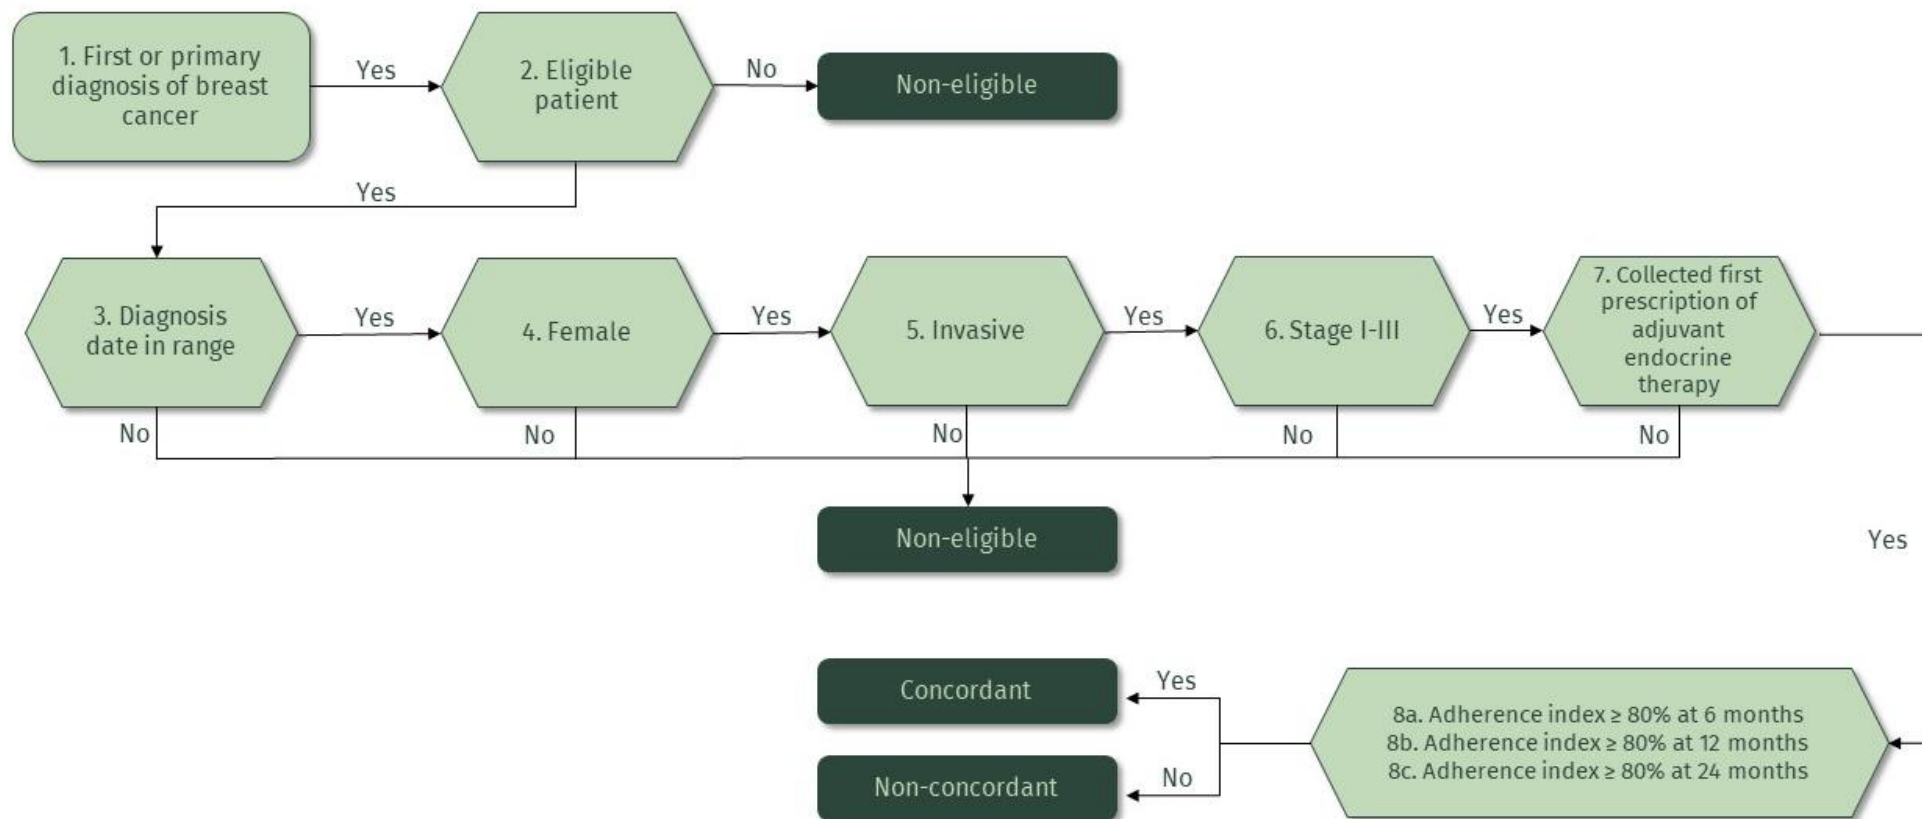 1. First or primary
diagnosis of breast
cancer
Yes
2. Eligible
patient
No
Non-eligible
Yes
3. Diagnosis
date in range
Yes
4. Female
Yes
5. Invasive
Yes
6. Stage I-III
Yes
7. Collected first
prescription of
adjuvant
endocrine
therapy
No
No
No
No
No
Non-eligible
Yes
Concordant
Yes
8a. Adherence index ≥ 80% at 6 months
8b. Adherence index ≥ 80% at 12 months
8c. Adherence index ≥ 80% at 24 months
Non-concordant
No